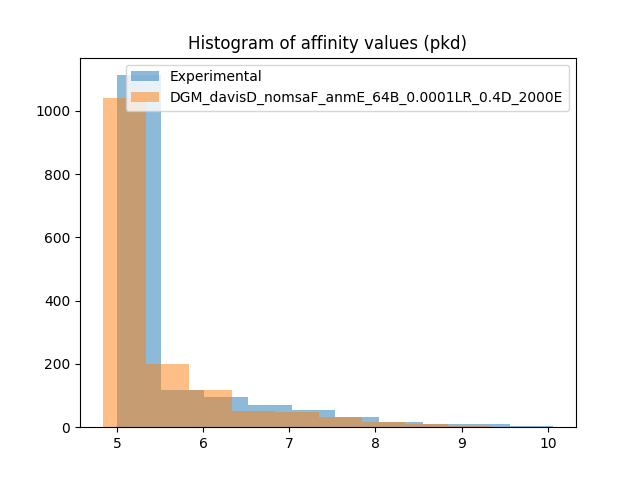 Histogram of affinity values (pkd)
Experimental
DGM_davisD_nomsaF_anmE_64B_0.0001LR_0.4D_2000E
1000
800
600
400
200
0
5 6 7 8 9 10